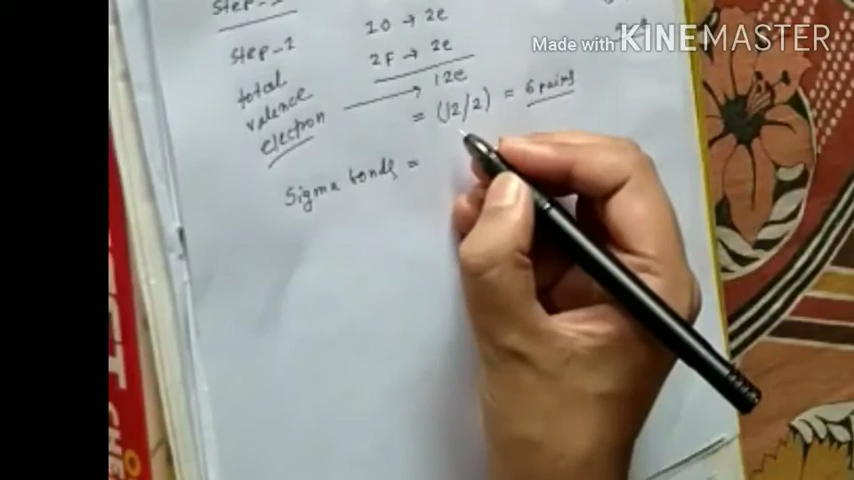 Step-1
Made with KINEMASTER
Step-2
1O → 2e
2F → 2e
total valence electron → 12e
= (12/2) = 6 pairs
Sigma bonds =